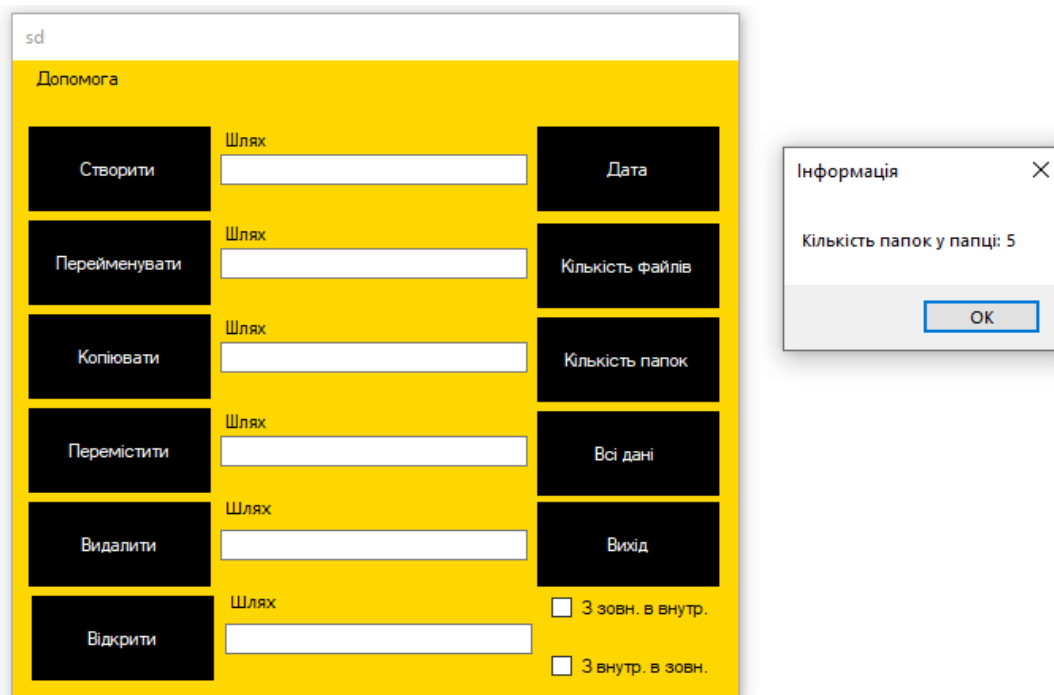 sd
Допомога
Створити
Шлях
Дата
Перейменувати
Шлях
Кількість файлів
Копіювати
Шлях
Кількість папок
Перемістити
Шлях
Всі дані
Видалити
Шлях
Вихід
Відкрити
Шлях
З зовн. в внутр.
З внутр. в зовн.
Інформація
Кількість папок у папці: 5
OK